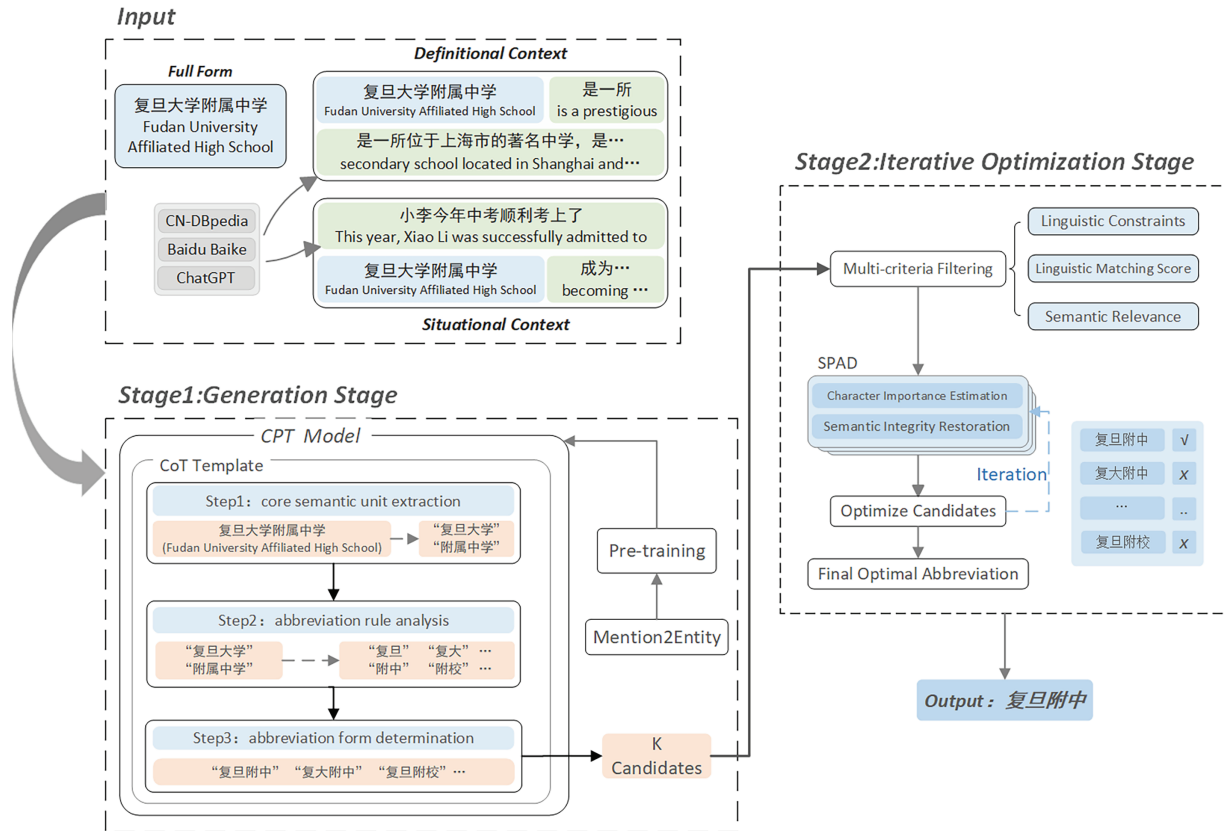 Input
Full Form
复旦大学附属中学
Fudan University
Affiliated High School
Definitional Context
复旦大学附属中学
Fudan University Affiliated High School
是一所
is a prestigious
是一所位于上海市的著名中学，是…
secondary school located in Shanghai and…
CN-DBpedia
Baidu Baike
ChatGPT
小李今年中考顺利考上了
This year, Xiao Li was successfully admitted to
复旦大学附属中学
Fudan University Affiliated High School
成为…
becoming …
Situational Context
Stage1:Generation Stage
CPT Model
CoT Template
Step1：core semantic unit extraction
复旦大学附属中学
(Fudan University Affiliated High School)
“复旦大学”
“附属中学”
Step2：abbreviation rule analysis
“复旦大学”
“附属中学”
“复旦” “复大” …
“附中” “附校” …
Step3：abbreviation form determination
“复旦附中” “复大附中” “复旦附校”…
Pre-training
Mention2Entity
K
Candidates
Stage2:Iterative Optimization Stage
Multi-criteria Filtering
Linguistic Constraints
Linguistic Matching Score
Semantic Relevance
SPAD
Character Importance Estimation
Semantic Integrity Restoration
Iteration
Optimize Candidates
Final Optimal Abbreviation
复旦附中 √
复大附中 x
… ..
复旦附校 x
Output：复旦附中